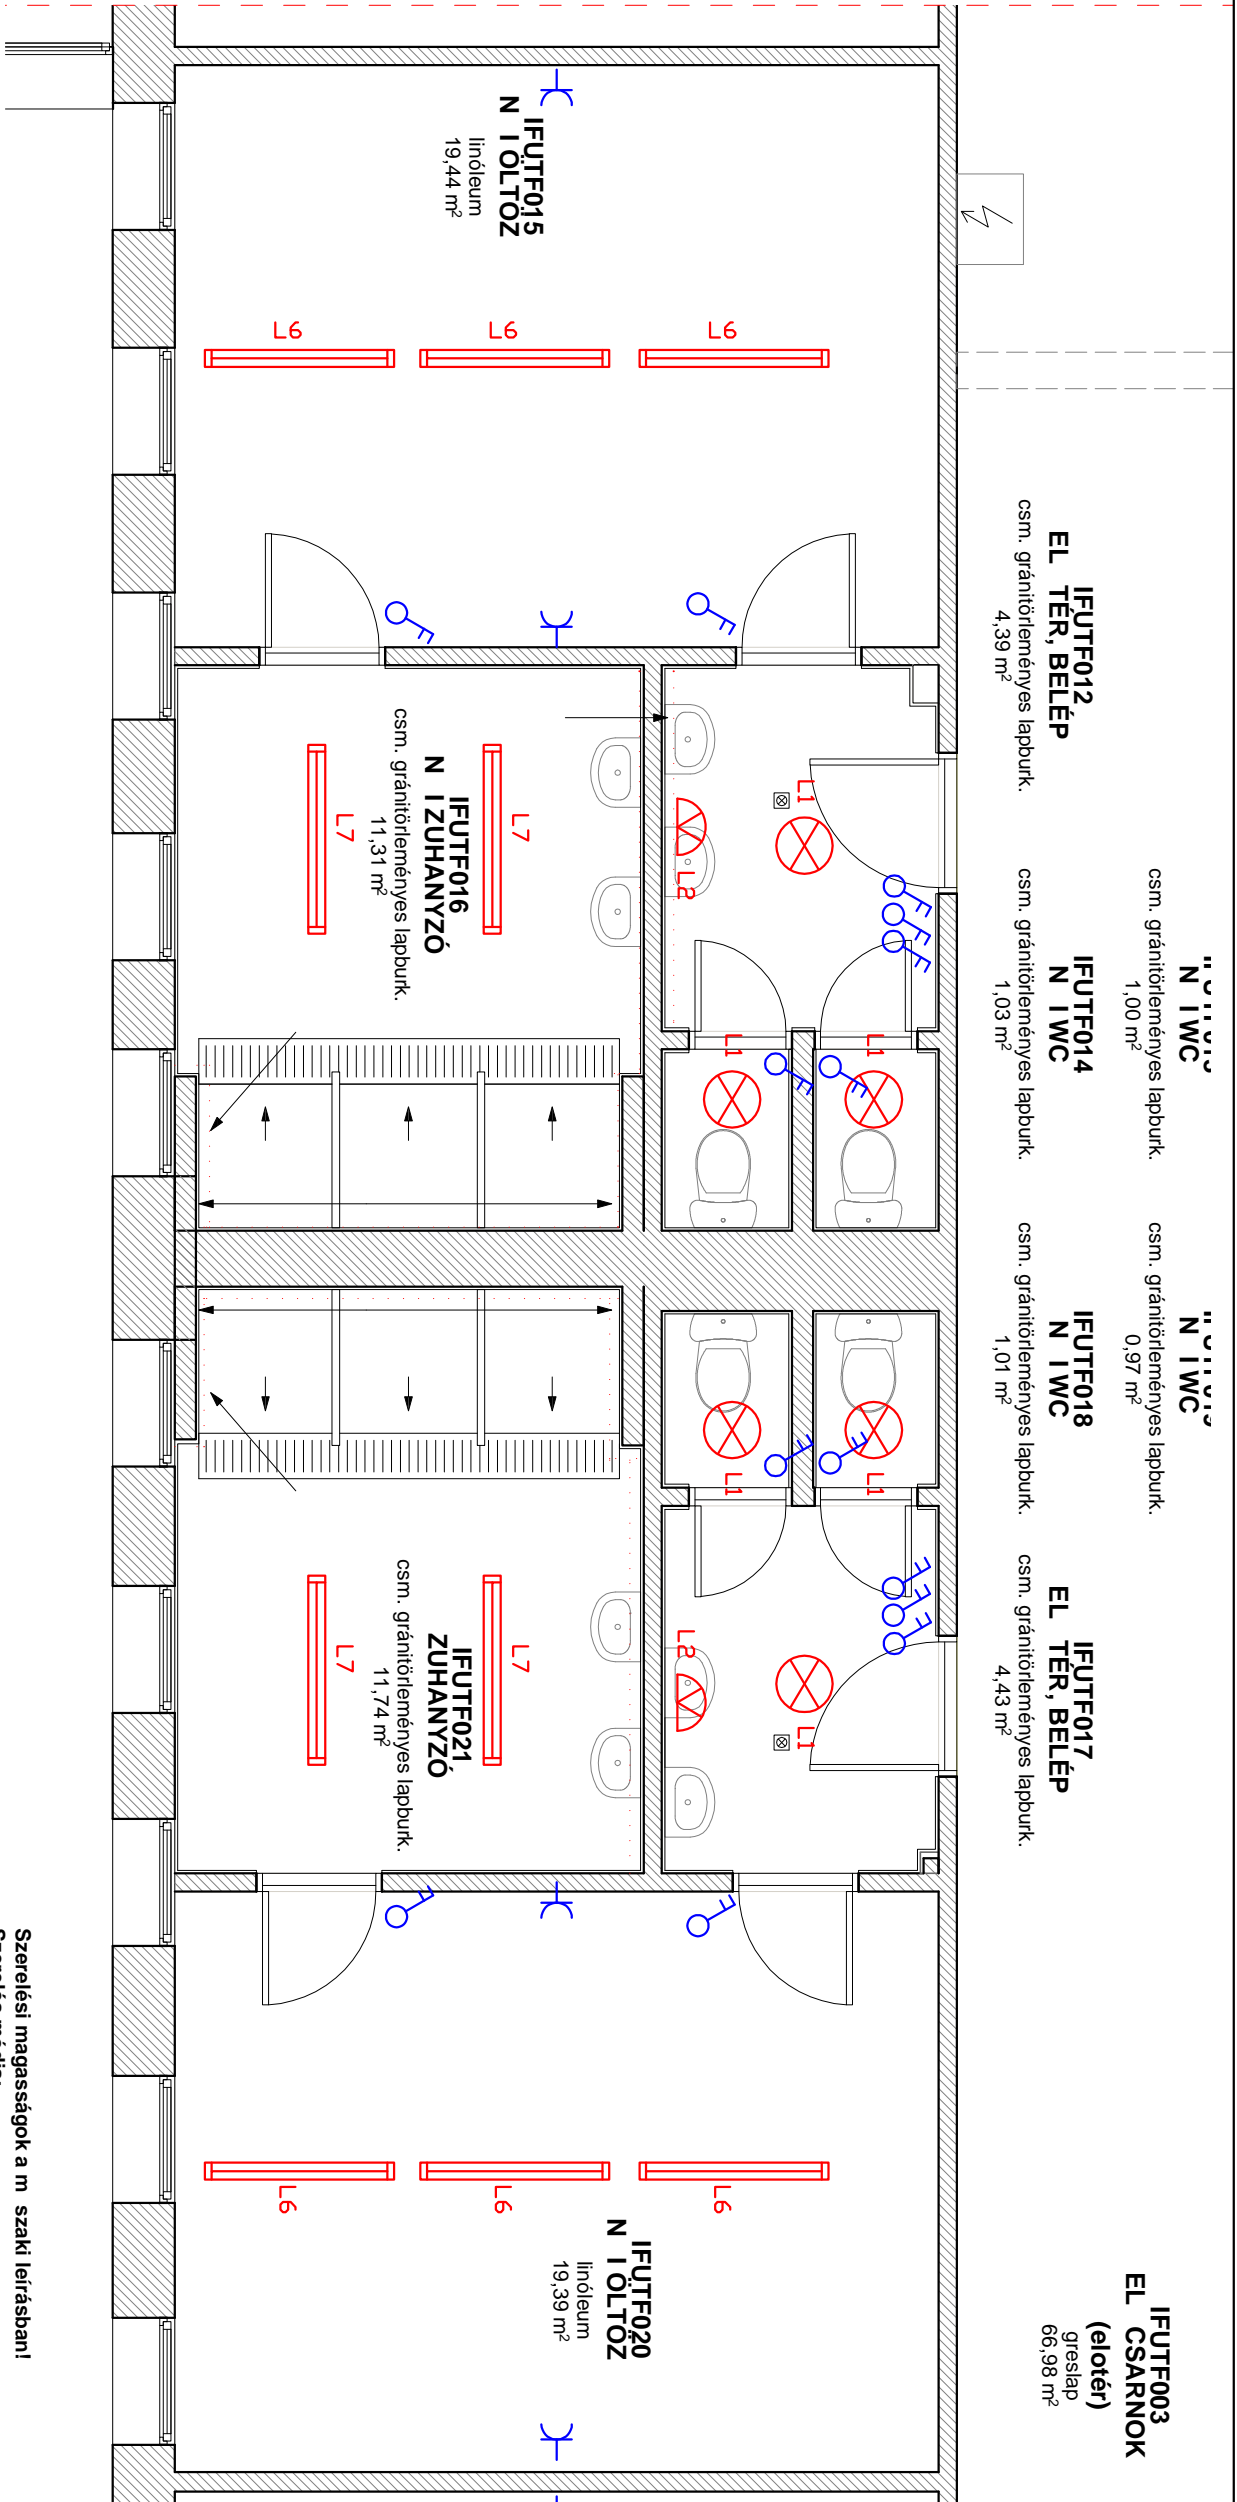 IFUTF015
N I ÖLTÖZ
linóleum
19,44 m²
L6
L6
L6
IFUTF012
EL TÉR, BELÉP
csm. gránitörleményes lapburk.
4,39 m²
N I WC
csm. gránitörleményes lapburk.
1,00 m²
IFUTF014
N I WC
csm. gránitörleményes lapburk.
1,03 m²
N I WC
csm. gránitörleményes lapburk.
0,97 m²
IFUTF018
N I WC
csm. gránitörleményes lapburk.
1,01 m²
IFUTF017
EL TÉR, BELÉP
csm. gránitörleményes lapburk.
4,43 m²
IFUTF003
EL CSARNOK
(elotér)
greslap
66,98 m²
L1
L2
L7
IFUTF016
N I ZUHANYZÓ
csm. gránitörleményes lapburk.
11,31 m²
L7
L1
L1
L1
L1
L2
L1
L7
IFUTF021
ZUHANYZÓ
csm. gránitörleményes lapburk.
11,74 m²
L7
L6
L6
L6
IFUTF020
N I ÖLTÖZ
linóleum
19,39 m²
Szerelési magasságok a m szaki leírásban!